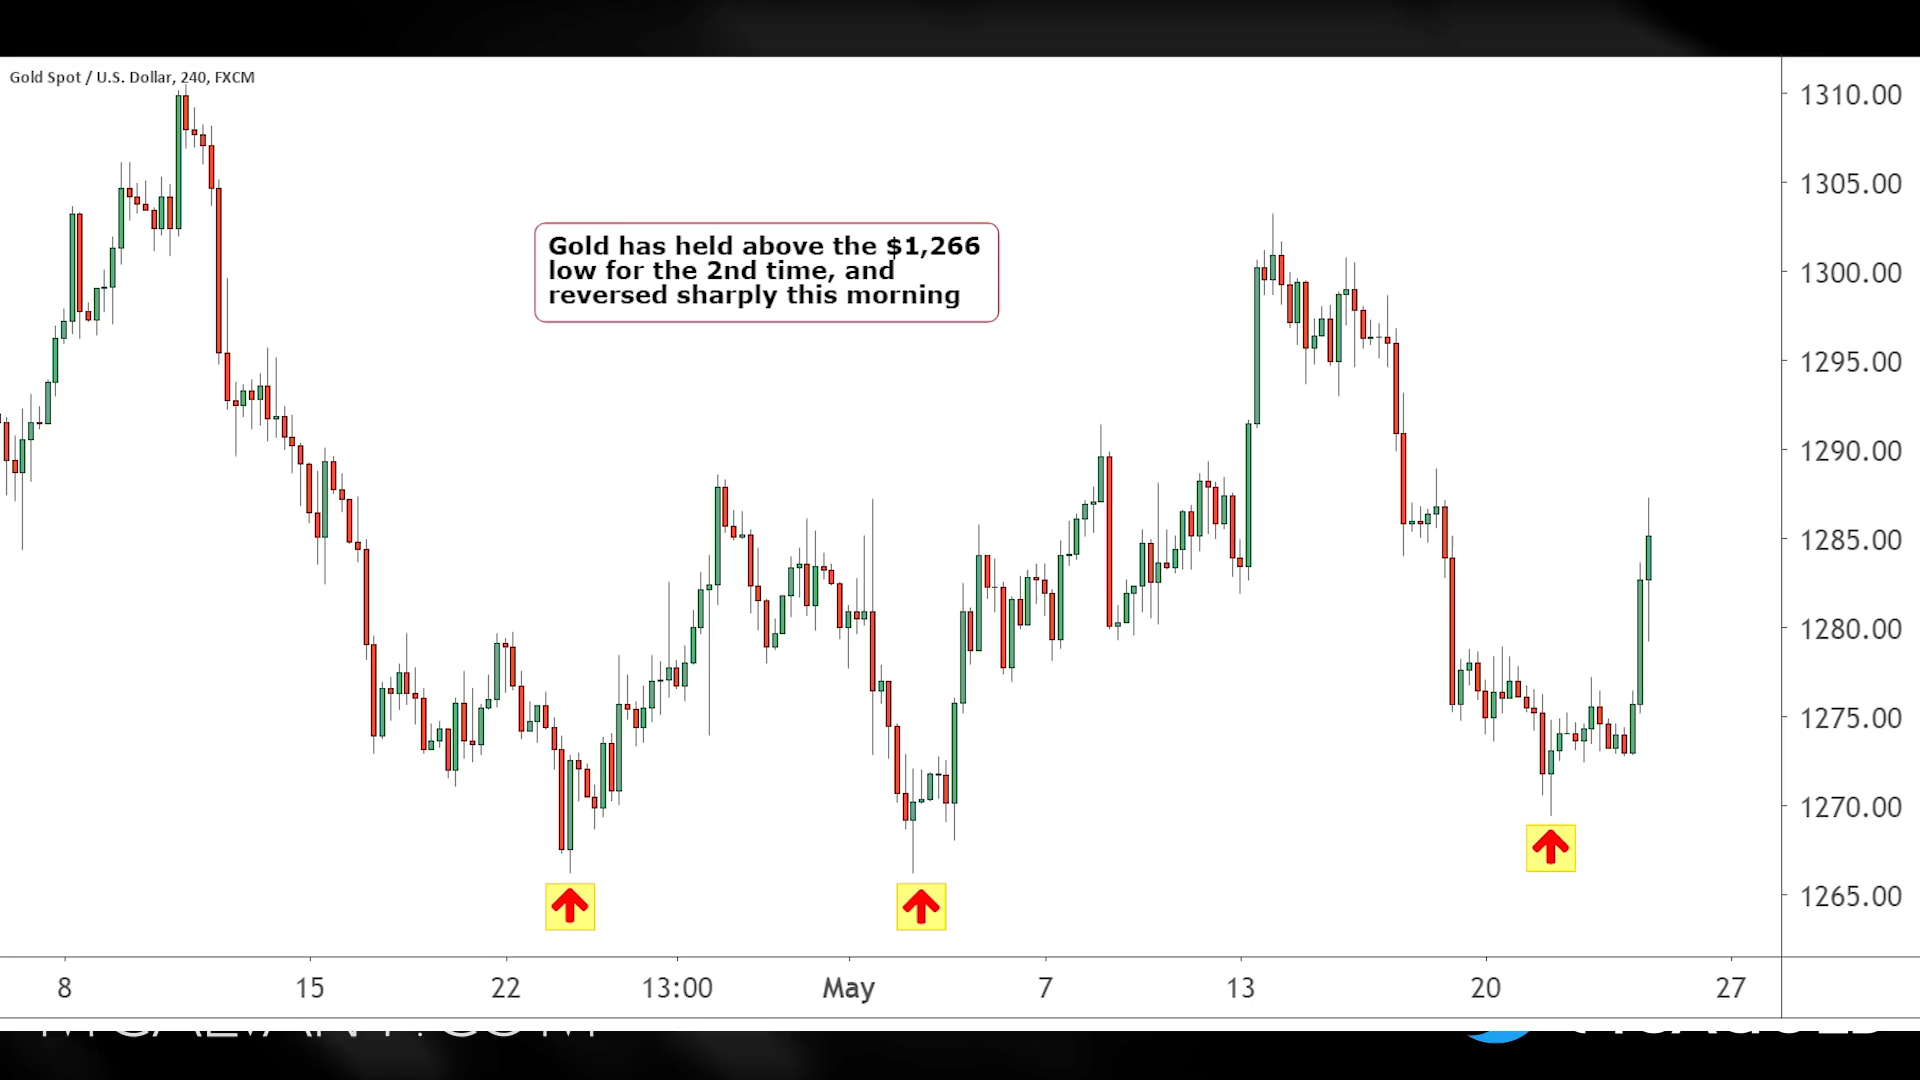 Gold Spot / U.S. Dollar, 240, FXCM
1310.00
1305.00
Gold has held above the $1,266
low for the 2nd time, and
reversed sharply this morning
1300.00
1295.00
1290.00
1285.00
1280.00
1275.00
1270.00
1265.00
8 15 22 13:00 May 7 13 20 27